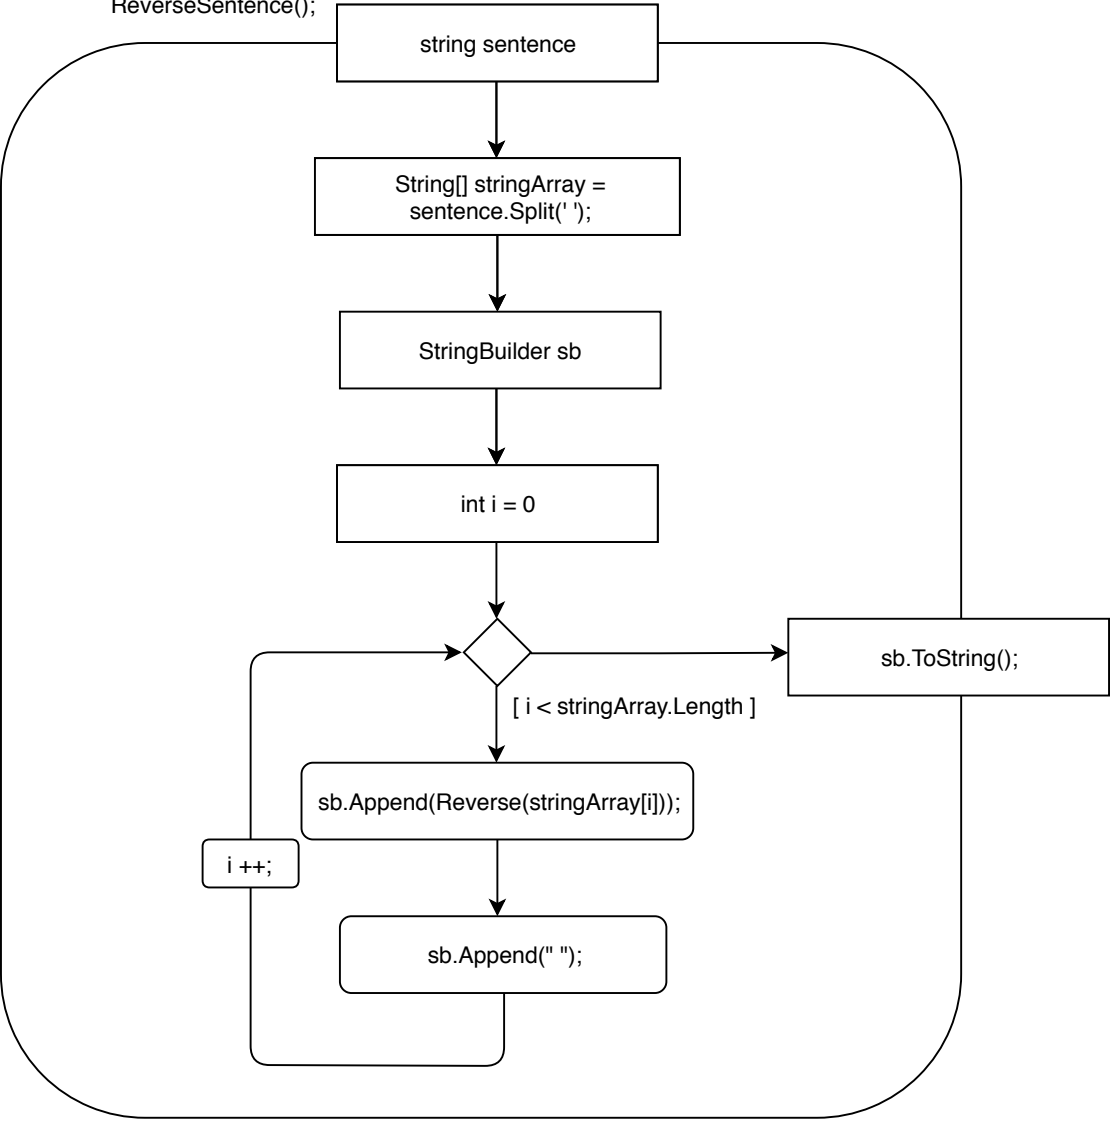 ReverseSentence();
string sentence
String[] stringArray =
sentence.Split(' ');
StringBuilder sb
int i = 0
sb.ToString();
[ i < stringArray.Length ]
sb.Append(Reverse(stringArray[i]));
i ++;
sb.Append(" ");